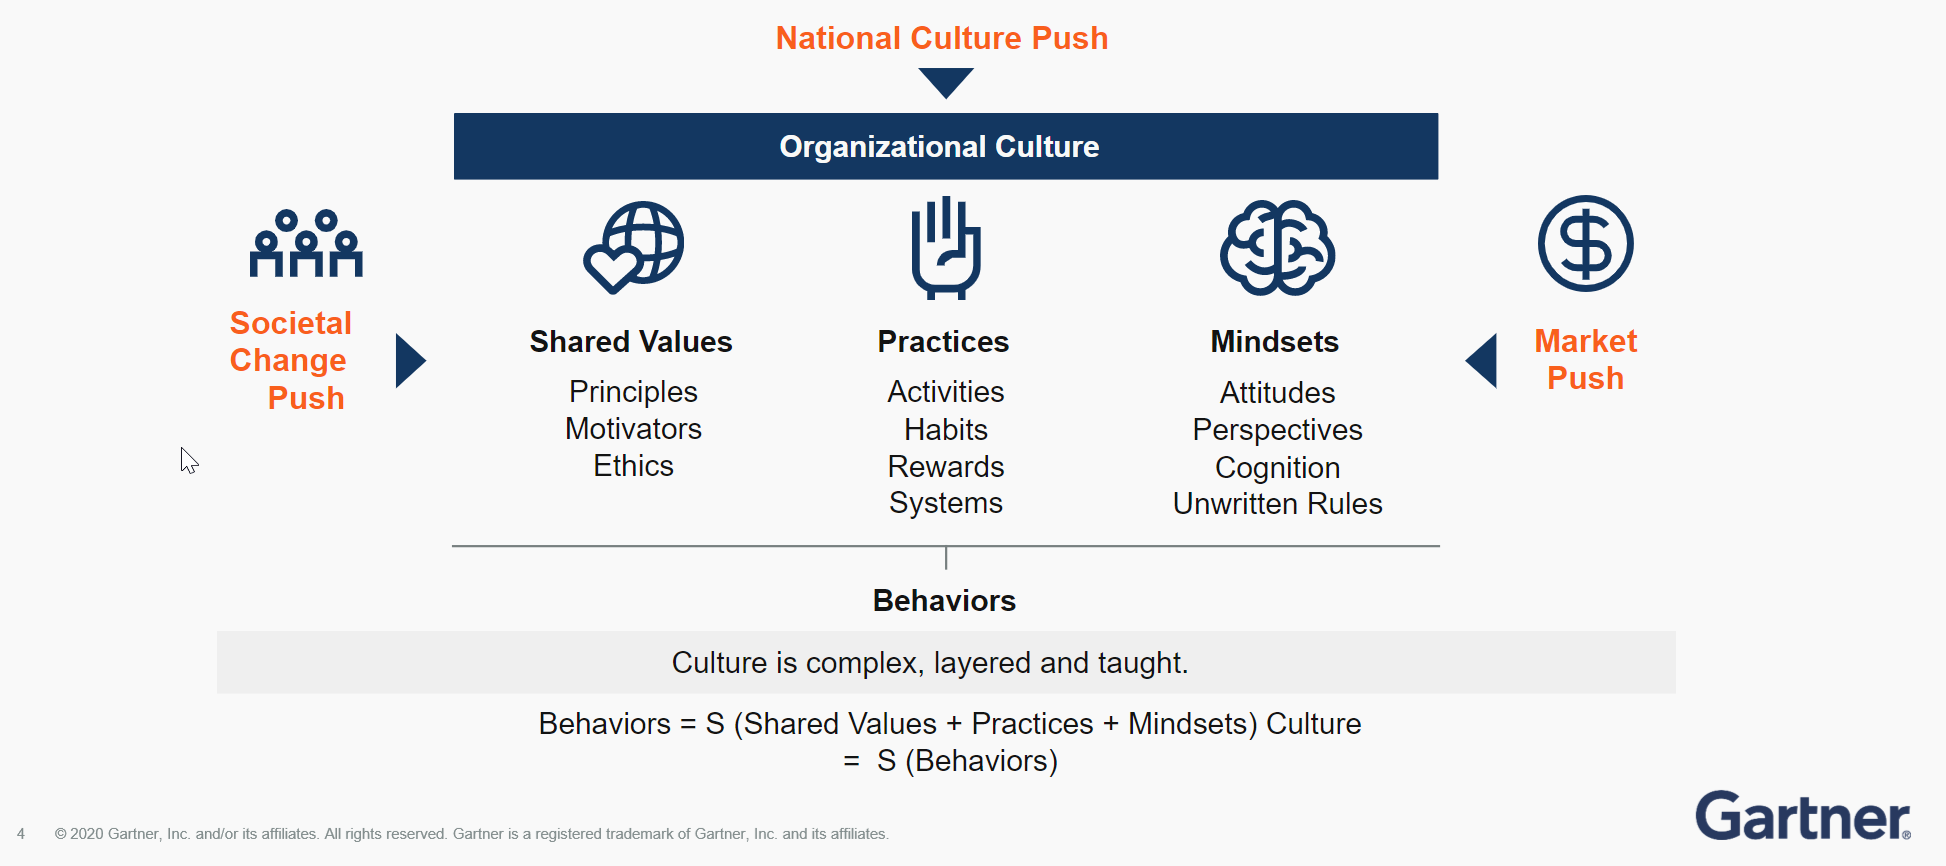 National Culture Push
Organizational Culture
Societal
Change
Push
Shared Values
Principles
Motivators
Ethics
Practices
Activities
Habits
Rewards
Systems
Mindsets
Attitudes
Perspectives
Cognition
Unwritten Rules
Market
Push
Behaviors
Culture is complex, layered and taught.
Behaviors = S (Shared Values + Practices + Mindsets) Culture
= S (Behaviors)
4 © 2020 Gartner, Inc. and/or its affiliates. All rights reserved. Gartner is a registered trademark of Gartner, Inc. and its affiliates.
Gartner®